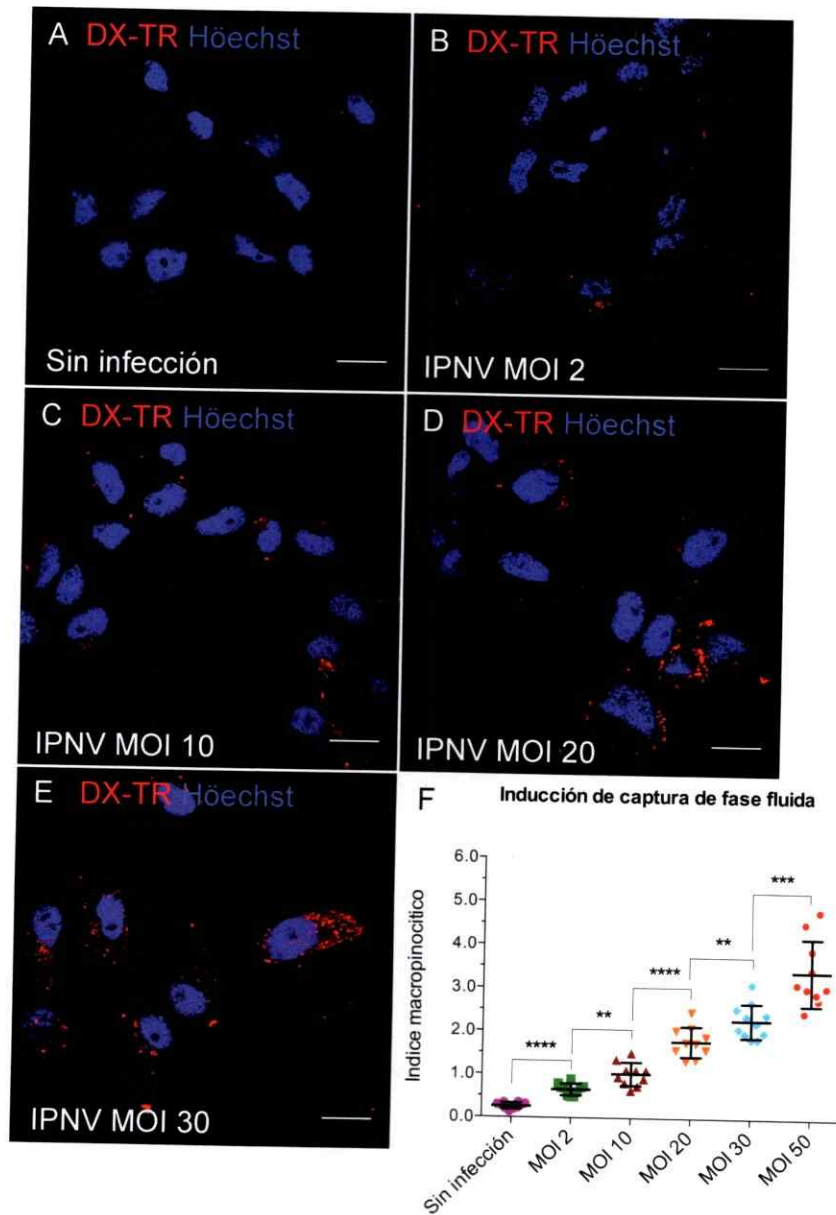 A DX-TR Höechst
Sin infección
B DX-TR Höechst
IPNV MOI 2
C DX-TR Höechst
IPNV MOI 10
D DX-TR Höechst
IPNV MOI 20
E DX-TR Höechst
IPNV MOI 30
F Inducción de captura de fase fluida
Indice macropinocitico
6.0
5.0
4.0
3.0
2.0
1.0
0.0
****
**
****
**
***
Sin infección
MOI 2
MOI 10
MOI 20
MOI 30
MOI 50